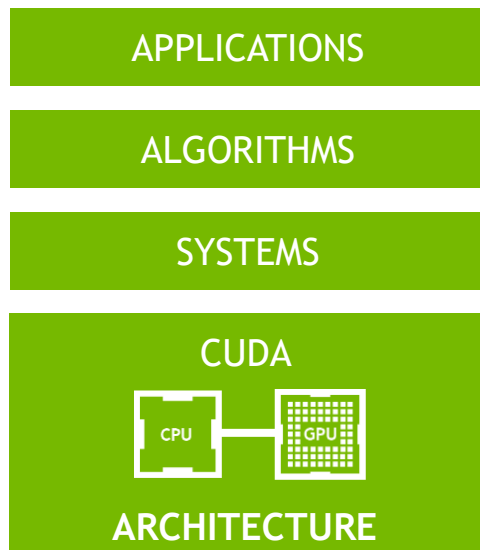 APPLICATIONS
ALGORITHMS
SYSTEMS
CUDA
CPU GPU
ARCHITECTURE